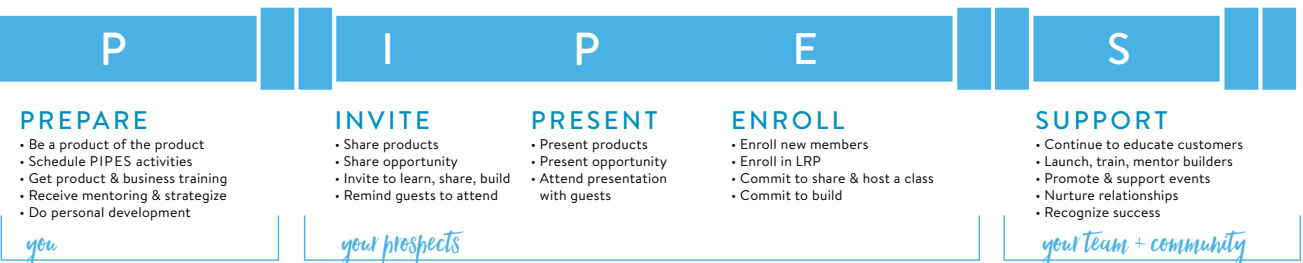 P
I
P
E
S
PREPARE
• Be a product of the product
• Schedule PIPES activities
• Get product & business training
• Receive mentoring & strategize
• Do personal development
you
INVITE
• Share products
• Share opportunity
• Invite to learn, share, build
• Remind guests to attend
PRESENT
• Present products
• Present opportunity
• Attend presentation
with guests
ENROLL
• Enroll new members
• Enroll in LRP
• Commit to share & host a class
• Commit to build
your prospects
SUPPORT
• Continue to educate customers
• Launch, train, mentor builders
• Promote & support events
• Nurture relationships
• Recognize success
your team + community